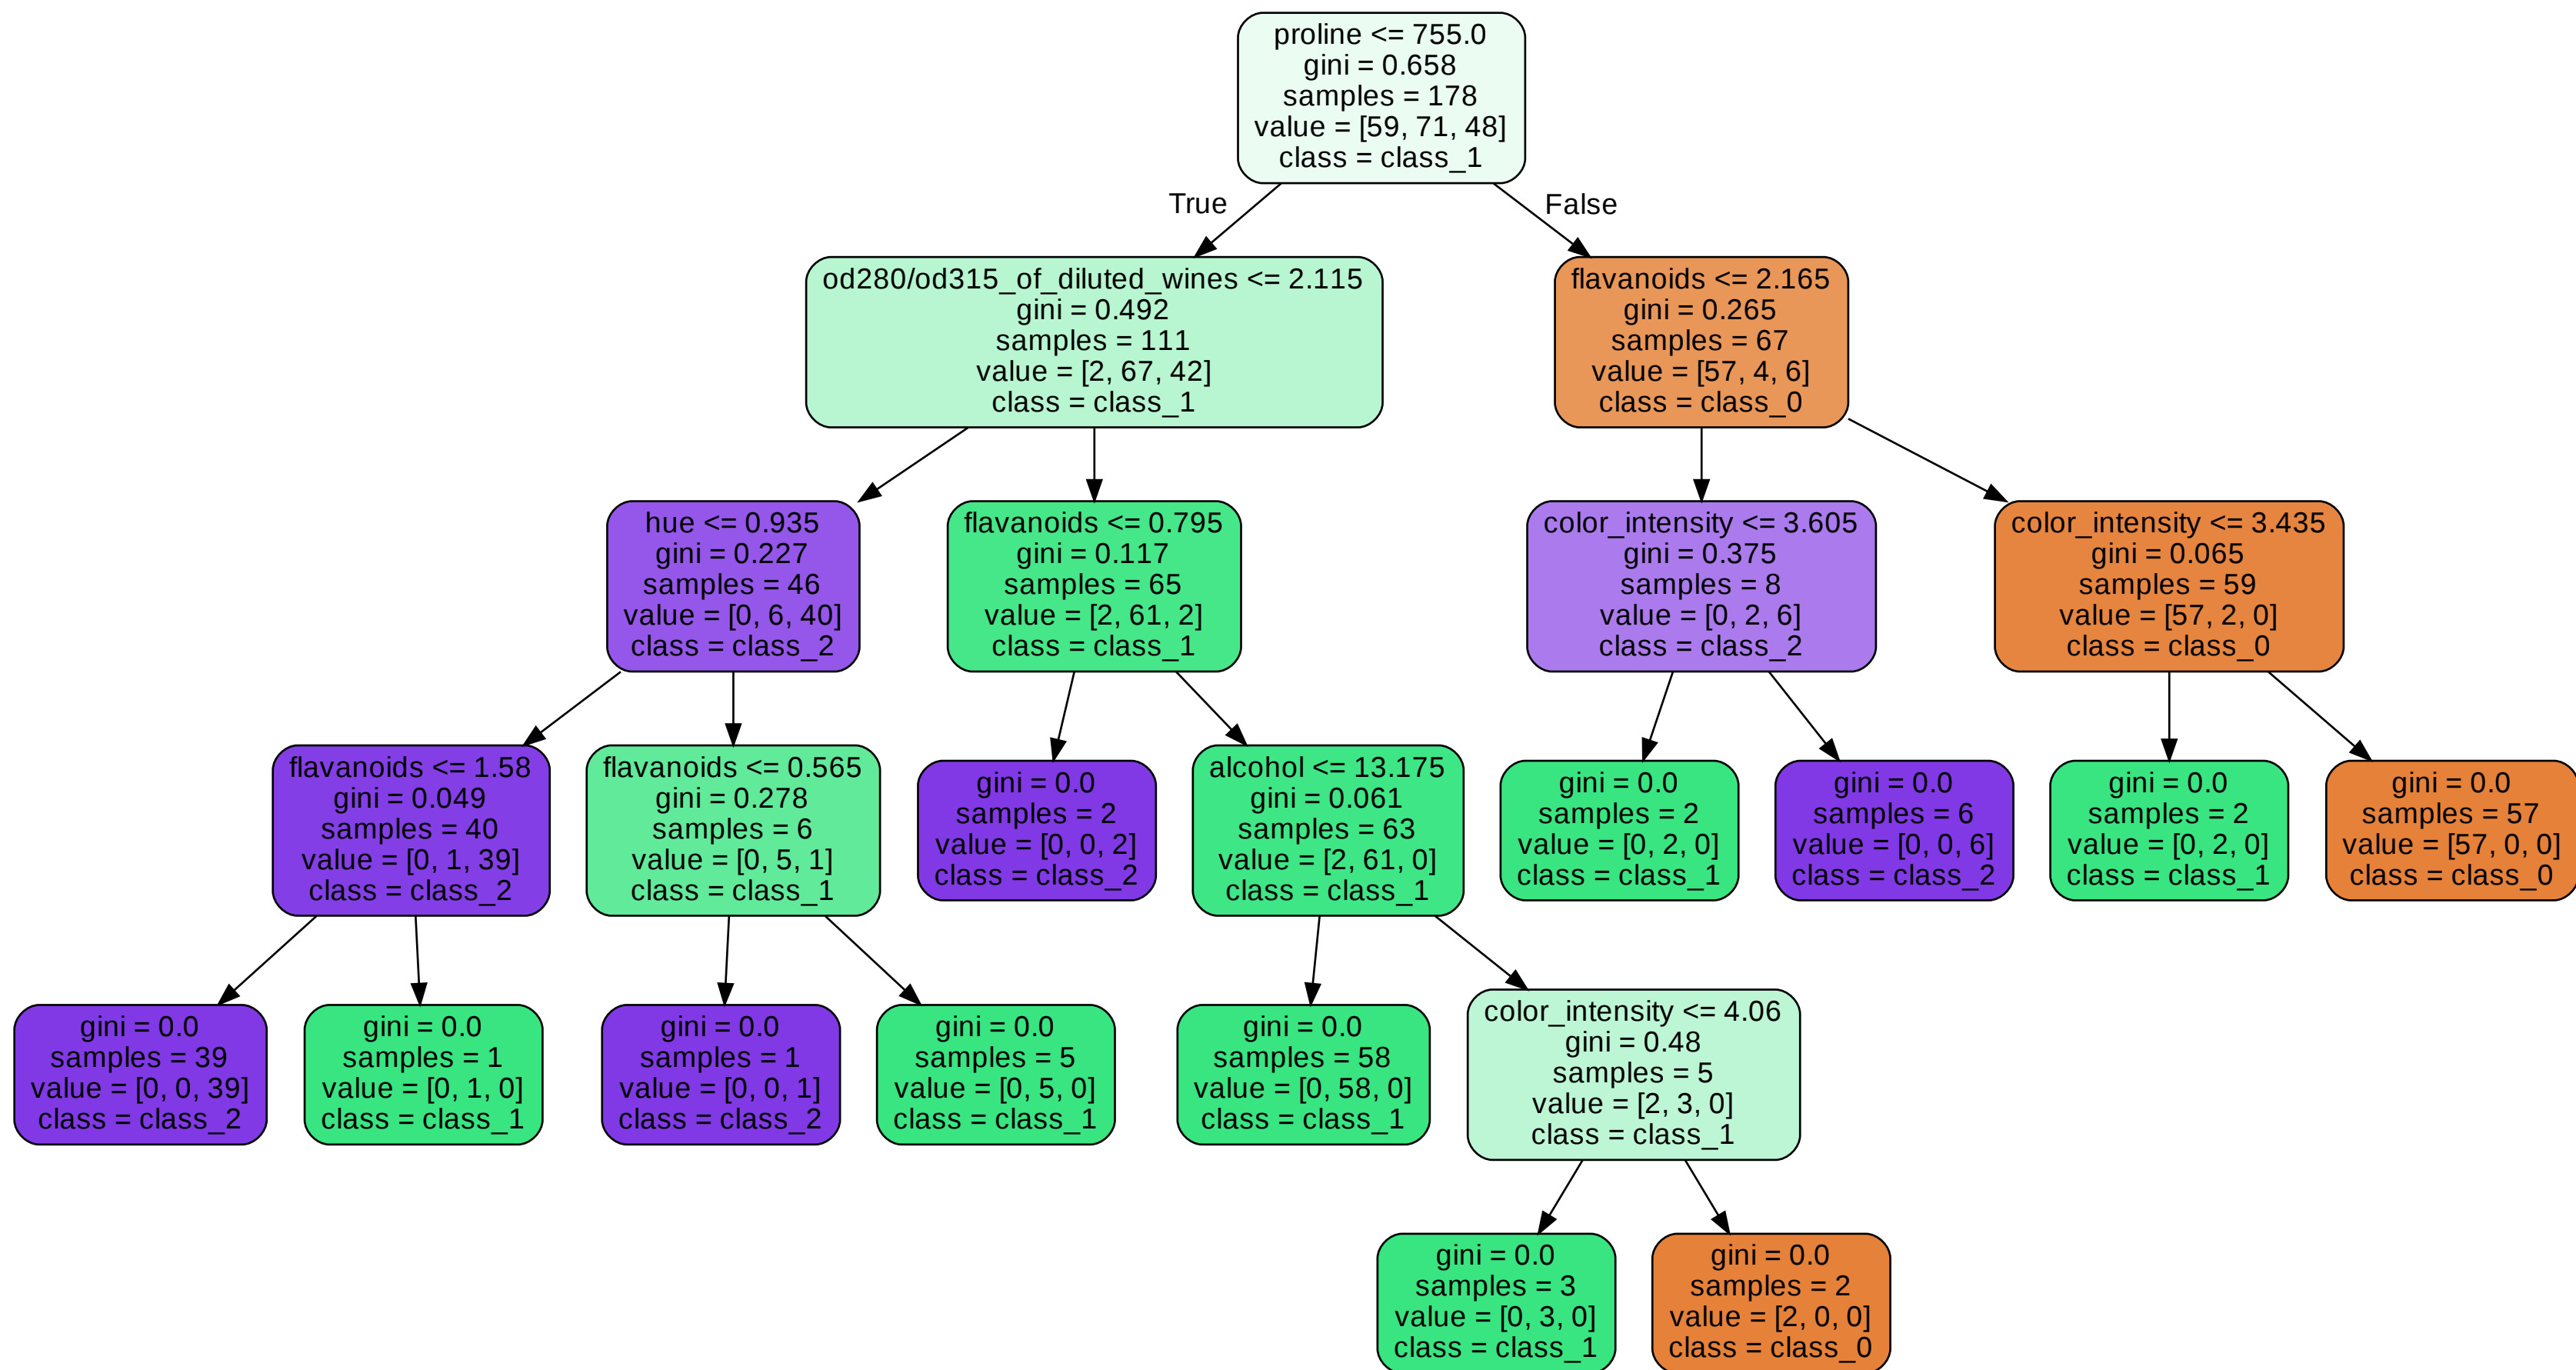 proline <= 755.0
gini = 0.658
samples = 178
value = [59, 71, 48]
class = class_1
True
False
od280/od315_of_diluted_wines <= 2.115
gini = 0.492
samples = 111
value = [2, 67, 42]
class = class_1
flavanoids <= 2.165
gini = 0.265
samples = 67
value = [57, 4, 6]
class = class_0
hue <= 0.935
gini = 0.227
samples = 46
value = [0, 6, 40]
class = class_2
flavanoids <= 0.795
gini = 0.117
samples = 65
value = [2, 61, 2]
class = class_1
color_intensity <= 3.605
gini = 0.375
samples = 8
value = [0, 2, 6]
class = class_2
color_intensity <= 3.435
gini = 0.065
samples = 59
value = [57, 2, 0]
class = class_0
flavanoids <= 1.58
gini = 0.049
samples = 40
value = [0, 1, 39]
class = class_2
flavanoids <= 0.565
gini = 0.278
samples = 6
value = [0, 5, 1]
class = class_1
gini = 0.0
samples = 2
value = [0, 0, 2]
class = class_2
alcohol <= 13.175
gini = 0.061
samples = 63
value = [2, 61, 0]
class = class_1
gini = 0.0
samples = 2
value = [0, 2, 0]
class = class_1
gini = 0.0
samples = 6
value = [0, 0, 6]
class = class_2
gini = 0.0
samples = 2
value = [0, 2, 0]
class = class_1
gini = 0.0
samples = 57
value = [57, 0, 0]
class = class_0
gini = 0.0
samples = 39
value = [0, 0, 39]
class = class_2
gini = 0.0
samples = 1
value = [0, 1, 0]
class = class_1
gini = 0.0
samples = 1
value = [0, 0, 1]
class = class_2
gini = 0.0
samples = 5
value = [0, 5, 0]
class = class_1
gini = 0.0
samples = 58
value = [0, 58, 0]
class = class_1
color_intensity <= 4.06
gini = 0.48
samples = 5
value = [2, 3, 0]
class = class_1
gini = 0.0
samples = 3
value = [0, 3, 0]
class = class_1
gini = 0.0
samples = 2
value = [2, 0, 0]
class = class_0